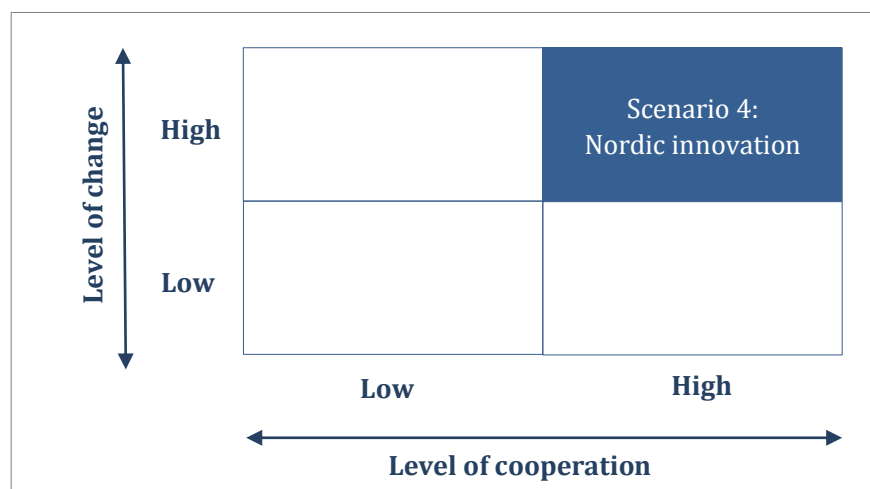 Level of change
High
Scenario 4:
Nordic innovation
Low
Low
High
Level of cooperation